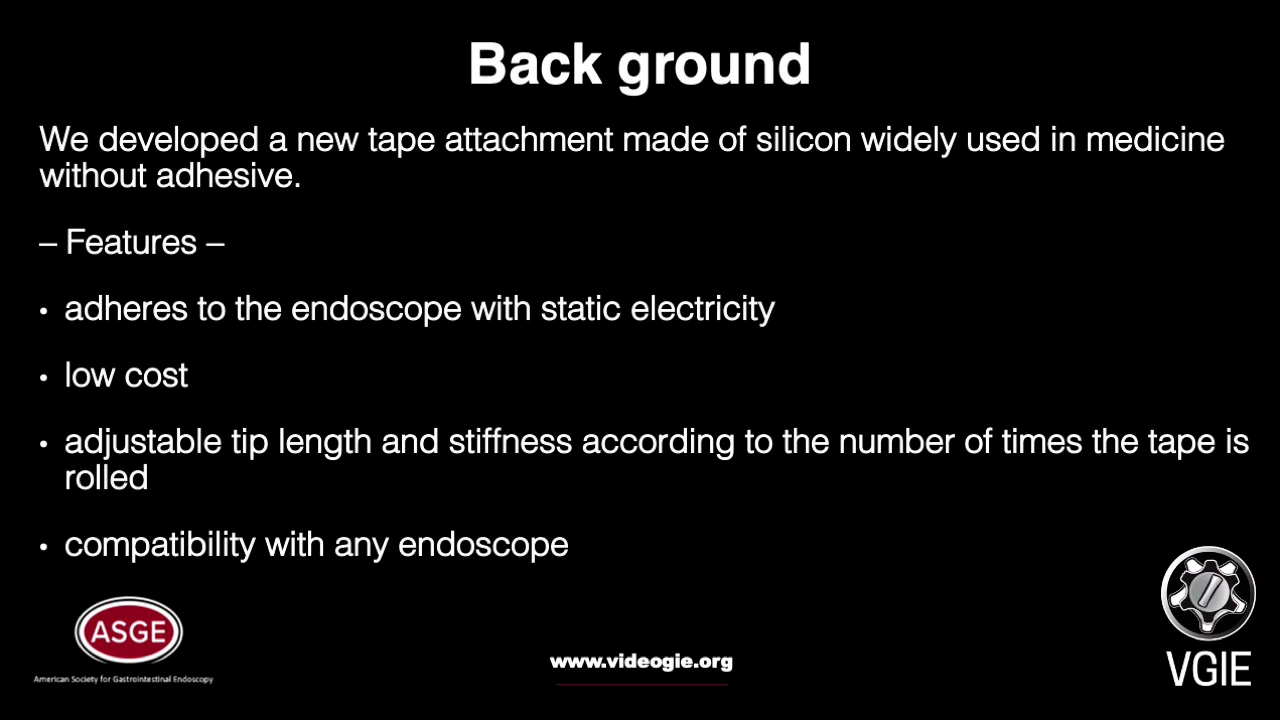 Back ground
We developed a new tape attachment made of silicon widely used in medicine
without adhesive.
– Features –
• adheres to the endoscope with static electricity
• low cost
• adjustable tip length and stiffness according to the number of times the tape is
rolled
• compatibility with any endoscope
ASGE
American Society for Gastrointestinal Endoscopy
www.videogie.org
VGIE